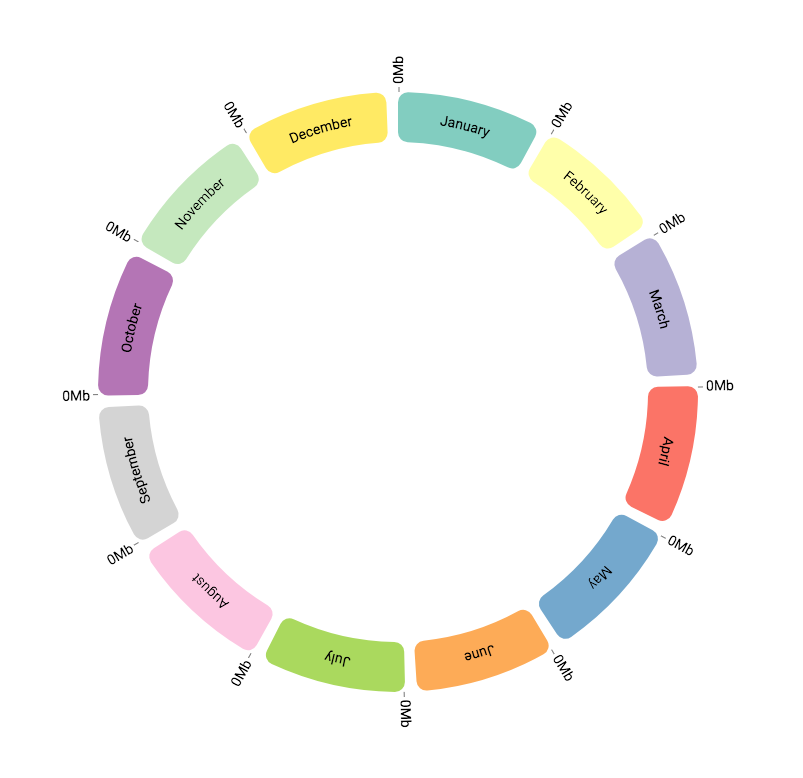 0Mb
January
0Mb
February
0Mb
March
0Mb
April
0Mb
May
0Mb
June
0Mb
July
0Mb
August
0Mb
September
0Mb
October
0Mb
November
0Mb
December